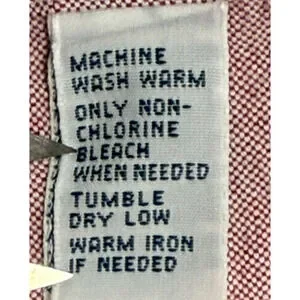 MACHINE
WASH WARM
ONLY NON-
CHLORINE
BLEACH
WHEN NEEDED
TUMBLE
DRY LOW
WARM IRON
IF NEEDED